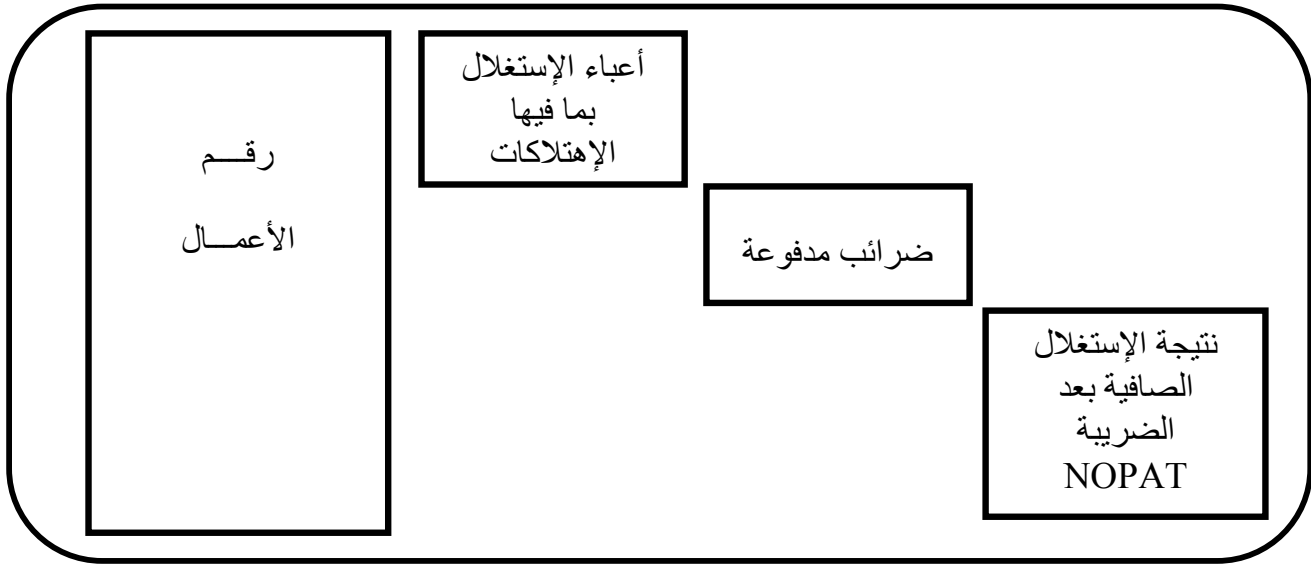 رقـــم
الأعمـــال
أعباء الإستغلال
بما فيها
الإهتلاكات
ضرائب مدفوعة
نتيجة الإستغلال
الصافية بعد
الضريبة
NOPAT